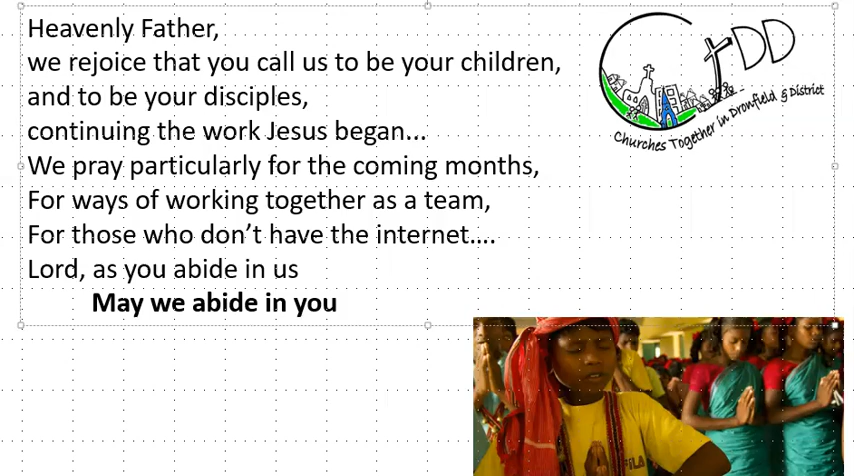 Heavenly Father,
we rejoice that you call us to be your children,
and to be your disciples,
continuing the work Jesus began...
We pray particularly for the coming months,
For ways of working together as a team,
For those who don’t have the internet....
Lord, as you abide in us
May we abide in you
CTDD
Churches Together in Dronfield & District